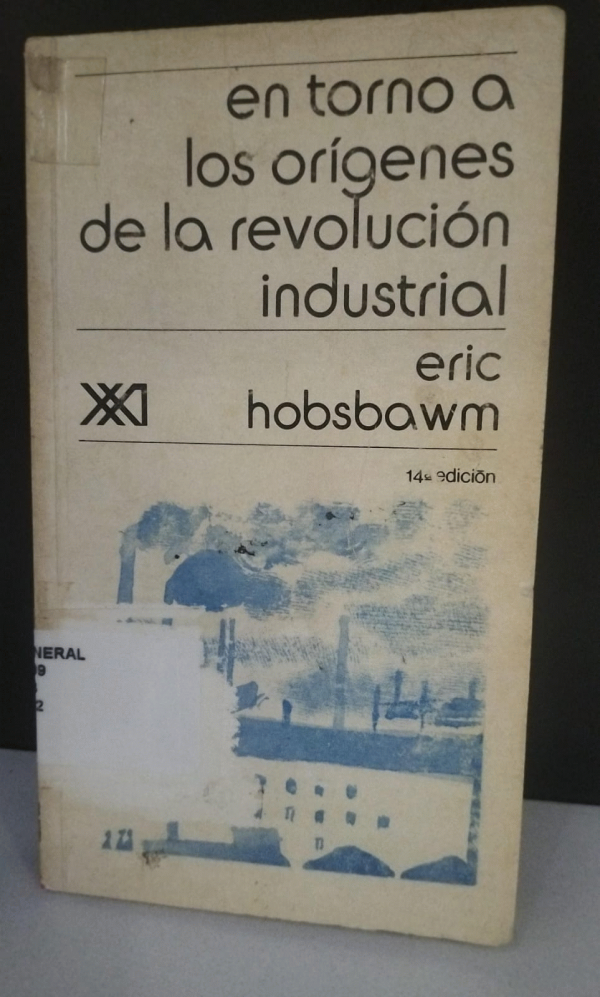 en torno a
los orígenes
de la revolución
industrial
eric
hobsbawm
14ª edición
NERAL